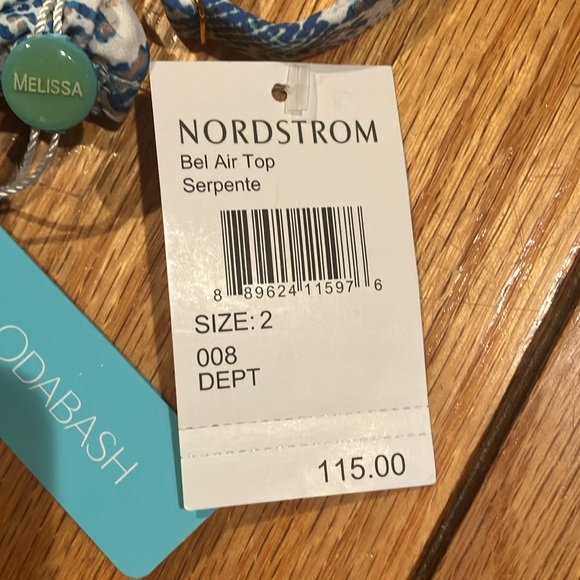 MELISSA
NORDSTROM
Bel Air Top
Serpente
8 89624 11597 6
SIZE: 2
008
DEPT
115.00
ODABASH